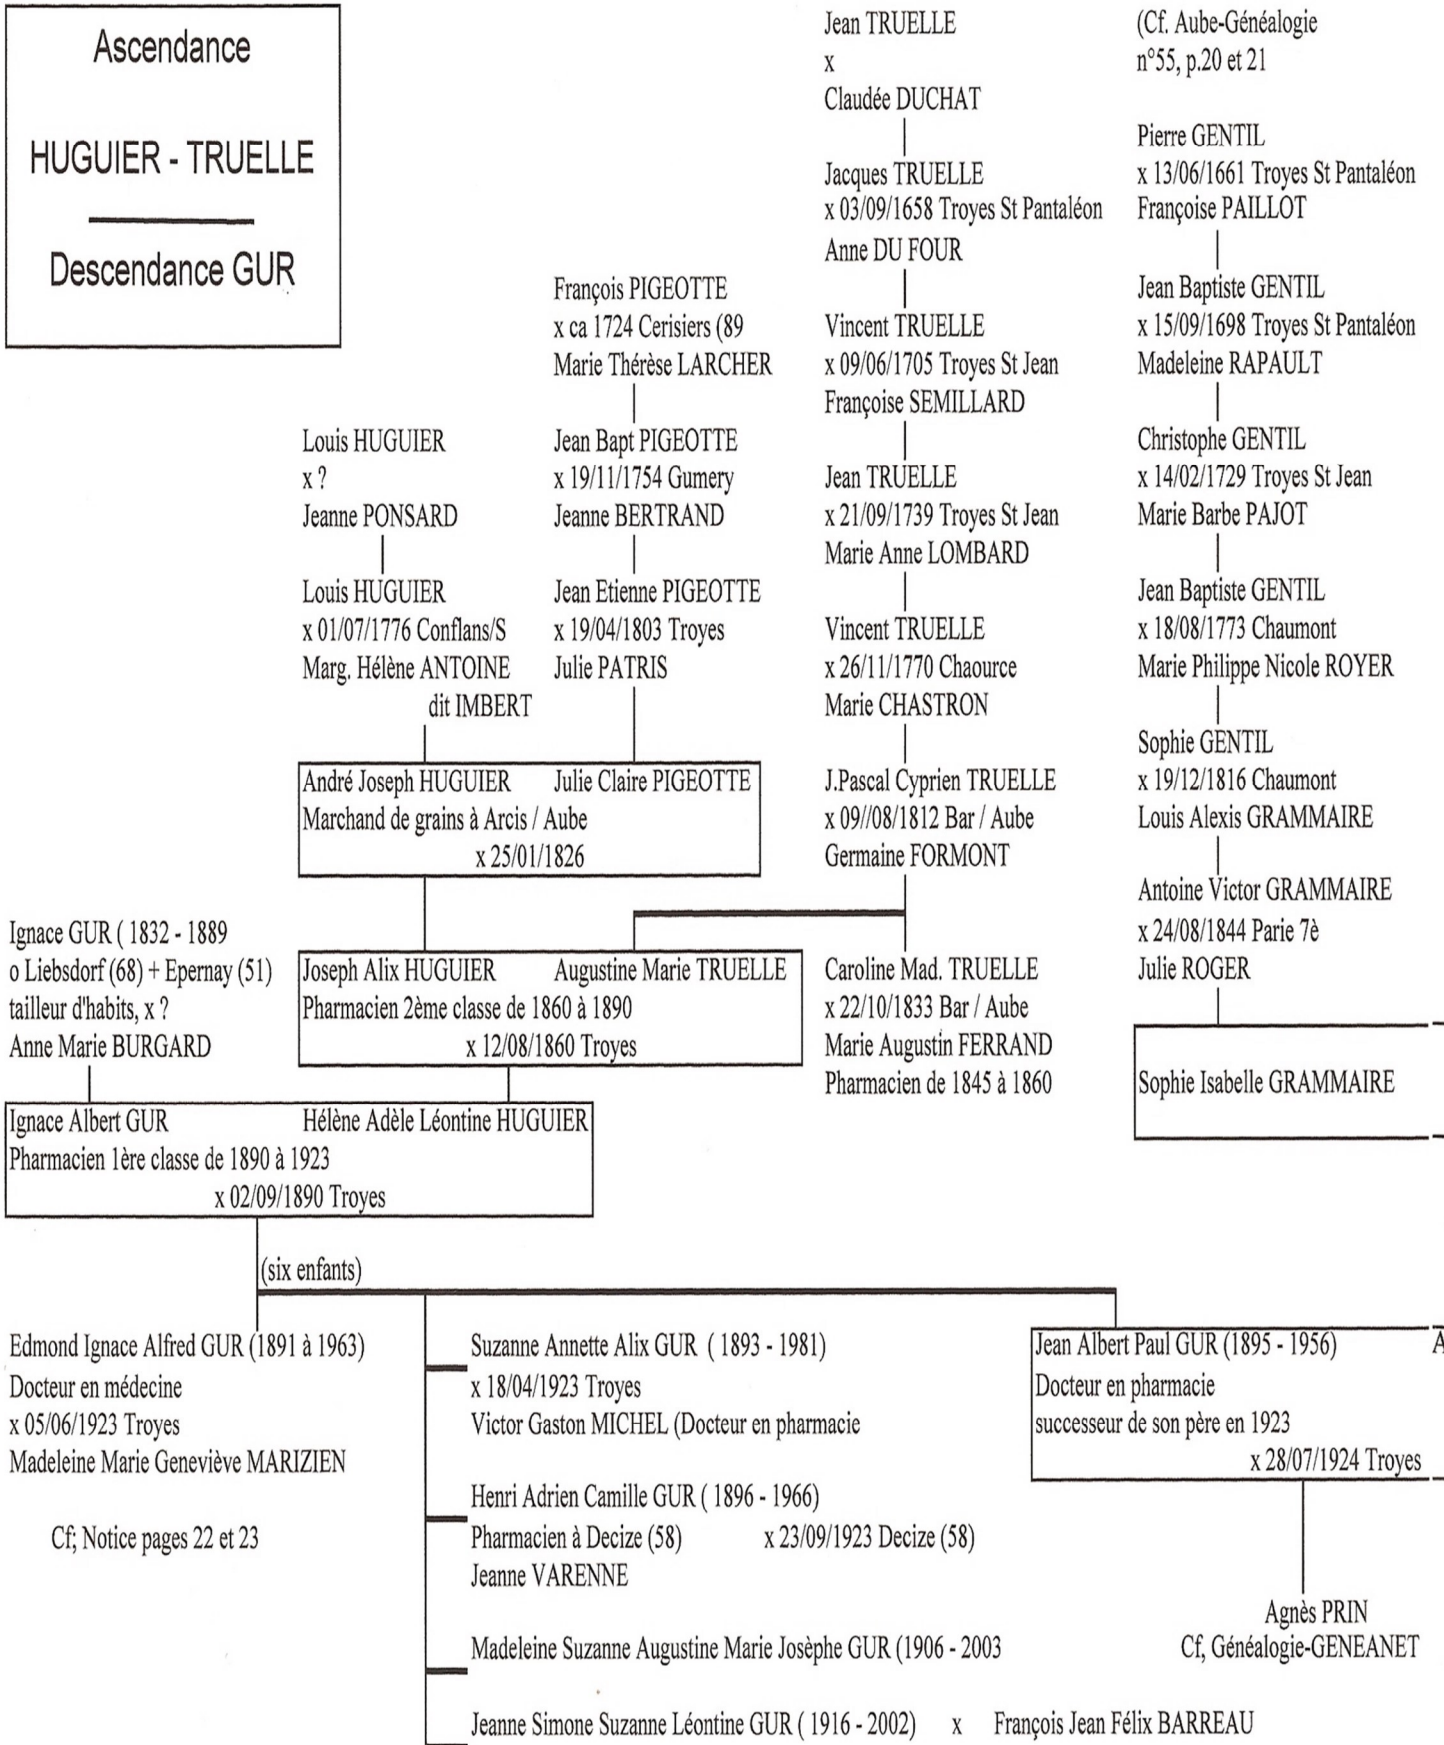 Ascendance
HUGUIER - TRUELLE
Descendance GUR
Jean TRUELLE
x
Claudée DUCHAT
Jacques TRUELLE
x 03/09/1658 Troyes St Pantaléon
Anne DU FOUR
Vincent TRUELLE
x 09/06/1705 Troyes St Jean
Françoise SEMILLARD
Jean TRUELLE
x 21/09/1739 Troyes St Jean
Marie Anne LOMBARD
Vincent TRUELLE
x 26/11/1770 Chaource
Marie CHASTRON
J.Pascal Cyprien TRUELLE
x 09//08/1812 Bar / Aube
Germaine FORMONT
Caroline Mad. TRUELLE
x 22/10/1833 Bar / Aube
Marie Augustin FERRAND
Pharmacien de 1845 à 1860
(Cf. Aube-Généalogie
n°55, p.20 et 21
Pierre GENTIL
x 13/06/1661 Troyes St Pantaléon
Françoise PAILLOT
Jean Baptiste GENTIL
x 15/09/1698 Troyes St Pantaléon
Madeleine RAPAULT
Christophe GENTIL
x 14/02/1729 Troyes St Jean
Marie Barbe PAJOT
Jean Baptiste GENTIL
x 18/08/1773 Chaumont
Marie Philippe Nicole ROYER
Sophie GENTIL
x 19/12/1816 Chaumont
Louis Alexis GRAMMAIRE
Antoine Victor GRAMMAIRE
x 24/08/1844 Parie 7è
Julie ROGER
Sophie Isabelle GRAMMAIRE
François PIGEOTTE
x ca 1724 Cerisiers (89
Marie Thérèse LARCHER
Jean Bapt PIGEOTTE
x 19/11/1754 Gumery
Jeanne BERTRAND
Jean Etienne PIGEOTTE
x 19/04/1803 Troyes
Julie PATRIS
Louis HUGUIER
x ?
Jeanne PONSARD
Louis HUGUIER
x 01/07/1776 Conflans/S
Marg. Hélène ANTOINE
dit IMBERT
André Joseph HUGUIER Julie Claire PIGEOTTE
Marchand de grains à Arcis / Aube
x 25/01/1826
Joseph Alix HUGUIER Augustine Marie TRUELLE
Pharmacien 2ème classe de 1860 à 1890
x 12/08/1860 Troyes
Ignace GUR ( 1832 - 1889
o Liebsdorf (68) + Epernay (51)
tailleur d'habits, x ?
Anne Marie BURGARD
Ignace Albert GUR Hélène Adèle Léontine HUGUIER
Pharmacien 1ère classe de 1890 à 1923
x 02/09/1890 Troyes
(six enfants)
Edmond Ignace Alfred GUR (1891 à 1963)
Docteur en médecine
x 05/06/1923 Troyes
Madeleine Marie Geneviève MARIZIEN
Cf; Notice pages 22 et 23
Suzanne Annette Alix GUR ( 1893 - 1981)
x 18/04/1923 Troyes
Victor Gaston MICHEL (Docteur en pharmacie
Henri Adrien Camille GUR ( 1896 - 1966)
Pharmacien à Decize (58) x 23/09/1923 Decize (58)
Jeanne VARENNE
Madeleine Suzanne Augustine Marie Josèphe GUR (1906 - 2003
Jeanne Simone Suzanne Léontine GUR ( 1916 - 2002) x François Jean Félix BARREAU
Jean Albert Paul GUR (1895 - 1956)
Docteur en pharmacie
successeur de son père en 1923
x 28/07/1924 Troyes
Agnès PRIN
Cf, Généalogie-GENEANET